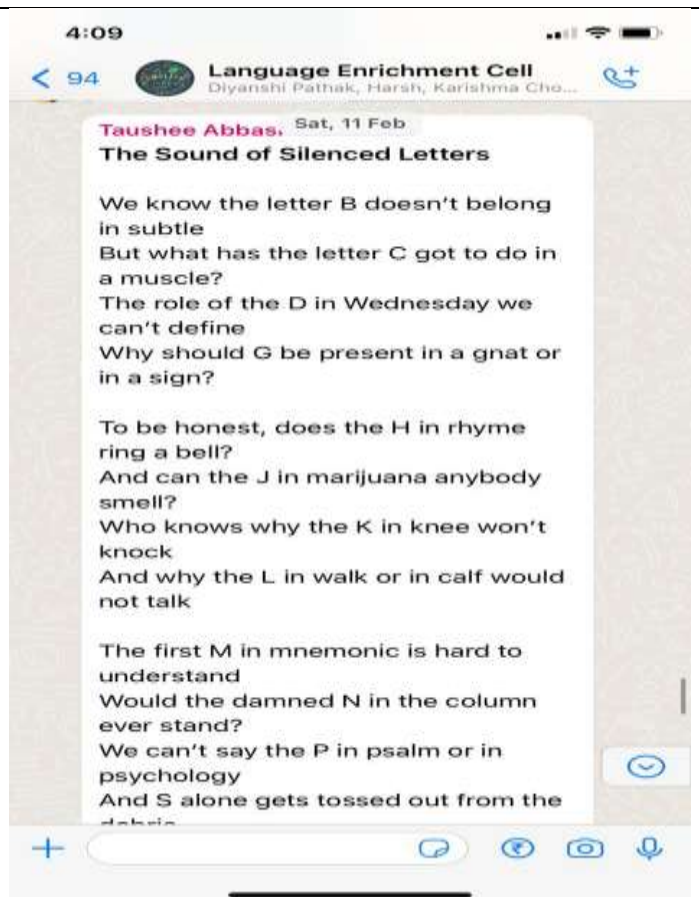 4:09
94
Language Enrichment Cell
Diyanshi Pathak, Harsh, Karishma Cho...
Sat, 11 Feb
Taushee Abbas.
The Sound of Silenced Letters
We know the letter B doesn't belong
in subtle
But what has the letter C got to do in
a muscle?
The role of the D in Wednesday we
can't define
Why should G be present in a gnat or
in a sign?
To be honest, does the H in rhyme
ring a bell?
And can the J in marijuana anybody
smell?
Who knows why the K in knee won't
knock
And why the L in walk or in calf would
not talk
The first M in mnemonic is hard to
understand
Would the damned N in the column
ever stand?
We can't say the P in psalm or in
psychology
And S alone gets tossed out from the
debris